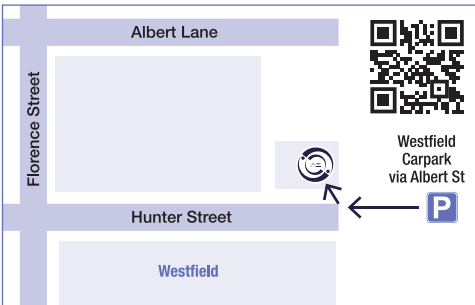 Albert Lane
Florence Street
Westfield
Carpark
via Albert St
P
Hunter Street
Westfield